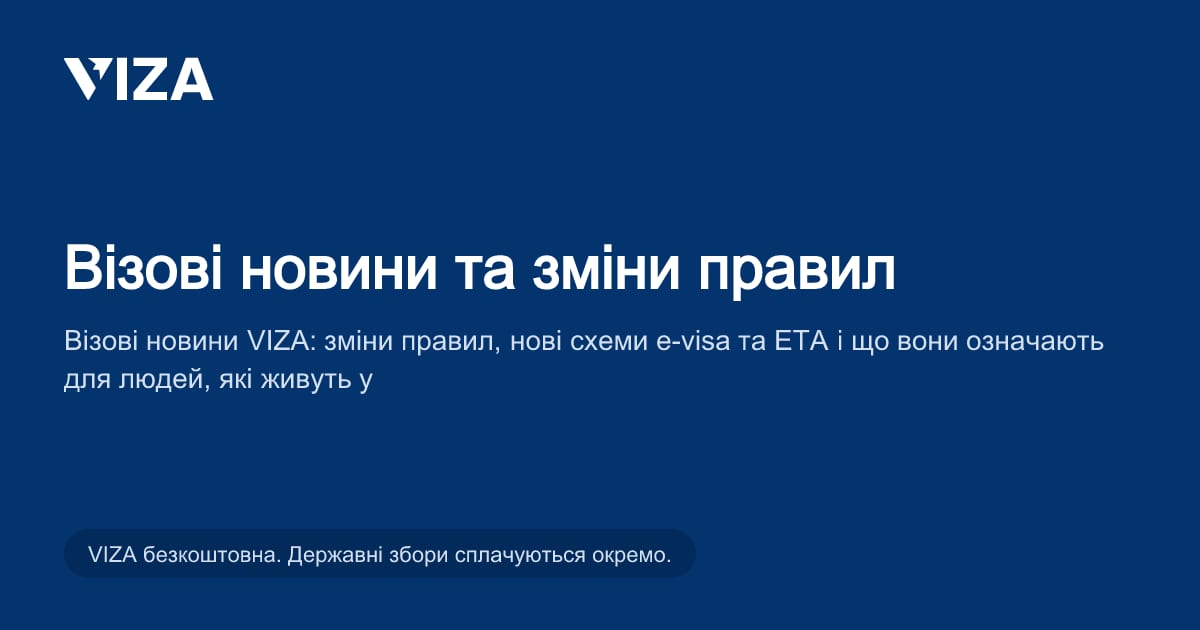 VIZA
Візові новини та зміни правил
Візові новини VIZA: зміни правил, нові схеми e-visa та ETA і що вони означають
для людей, які живуть у
VIZA безкоштовна. Державні збори сплачуються окремо.